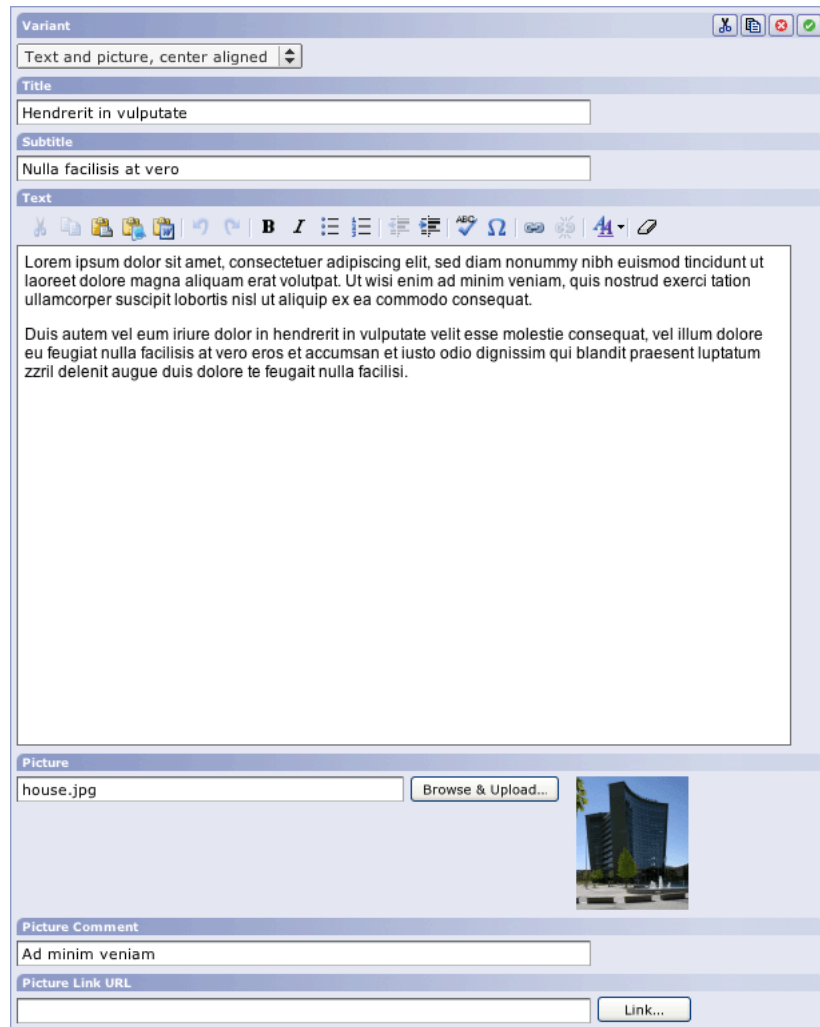 Variant
Text and picture, center aligned
Title
Hendrerit in vulputate
Subtitle
Nulla facilisis at vero
Text
B I ABC Ω A
Lorem ipsum dolor sit amet, consectetuer adipiscing elit, sed diam nonummy nibh euismod tincidunt ut
laoreet dolore magna aliquam erat volutpat. Ut wisi enim ad minim veniam, quis nostrud exerci tation
ullamcorper suscipit lobortis nisl ut aliquip ex ea commodo consequat.
Duis autem vel eum iriure dolor in hendrerit in vulputate velit esse molestie consequat, vel illum dolore
eu feugiat nulla facilisis at vero eros et accumsan et iusto odio dignissim qui blandit praesent luptatum
zzril delenit augue duis dolore te feugait nulla facilisi.
Picture
house.jpg Browse & Upload...
Picture Comment
Ad minim veniam
Picture Link URL
Link...